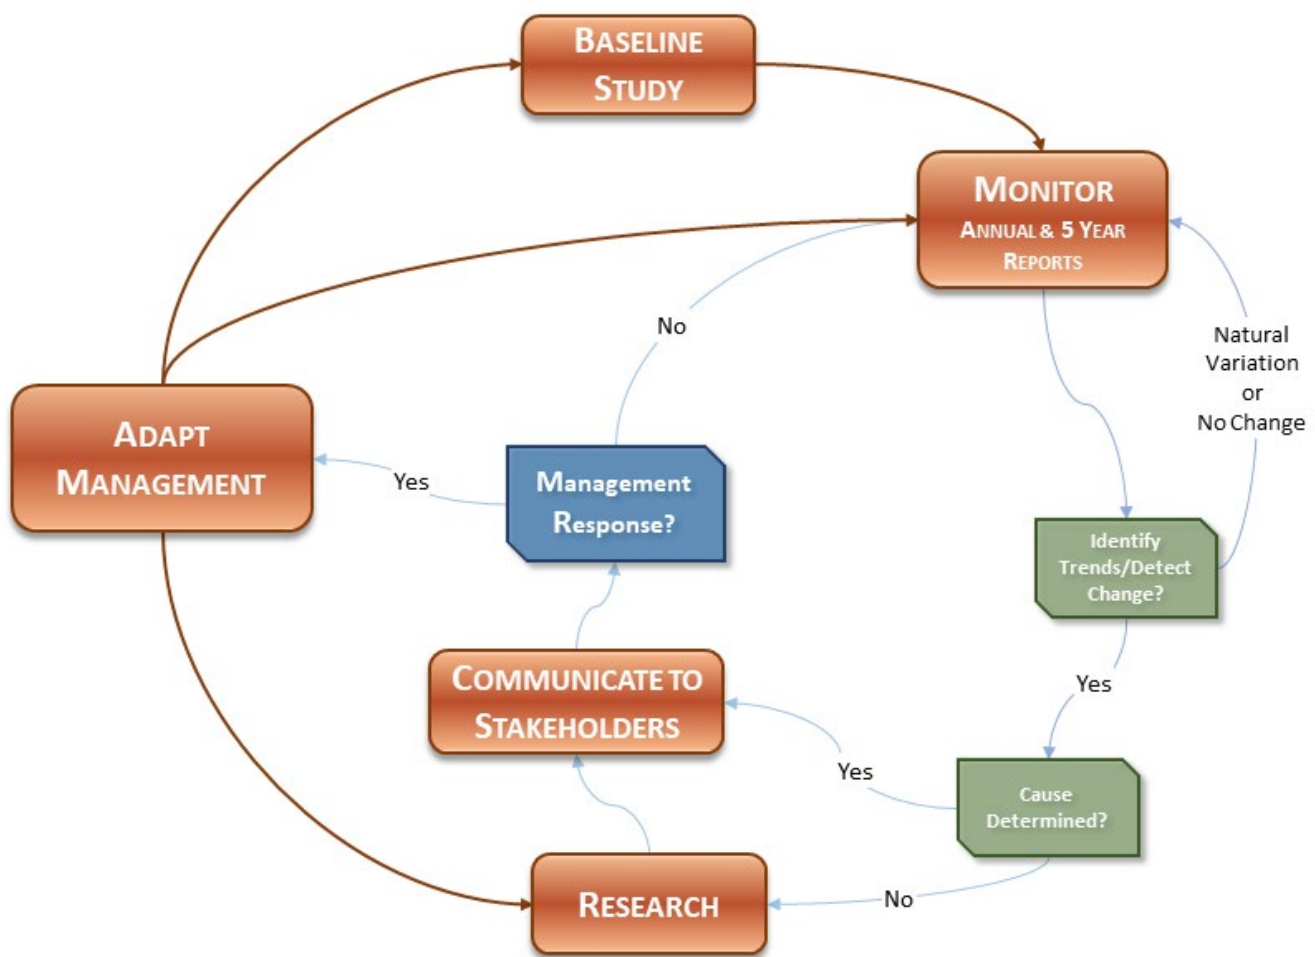 BASELINE
STUDY
MONITOR
ANNUAL & 5 YEAR
REPORTS
No
Natural
Variation
or
No Change
ADAPT
MANAGEMENT
Yes
Management
Response?
Identify
Trends/Detect
Change?
COMMUNICATE TO
STAKEHOLDERS
Yes
Yes
Cause
Determined?
RESEARCH
No